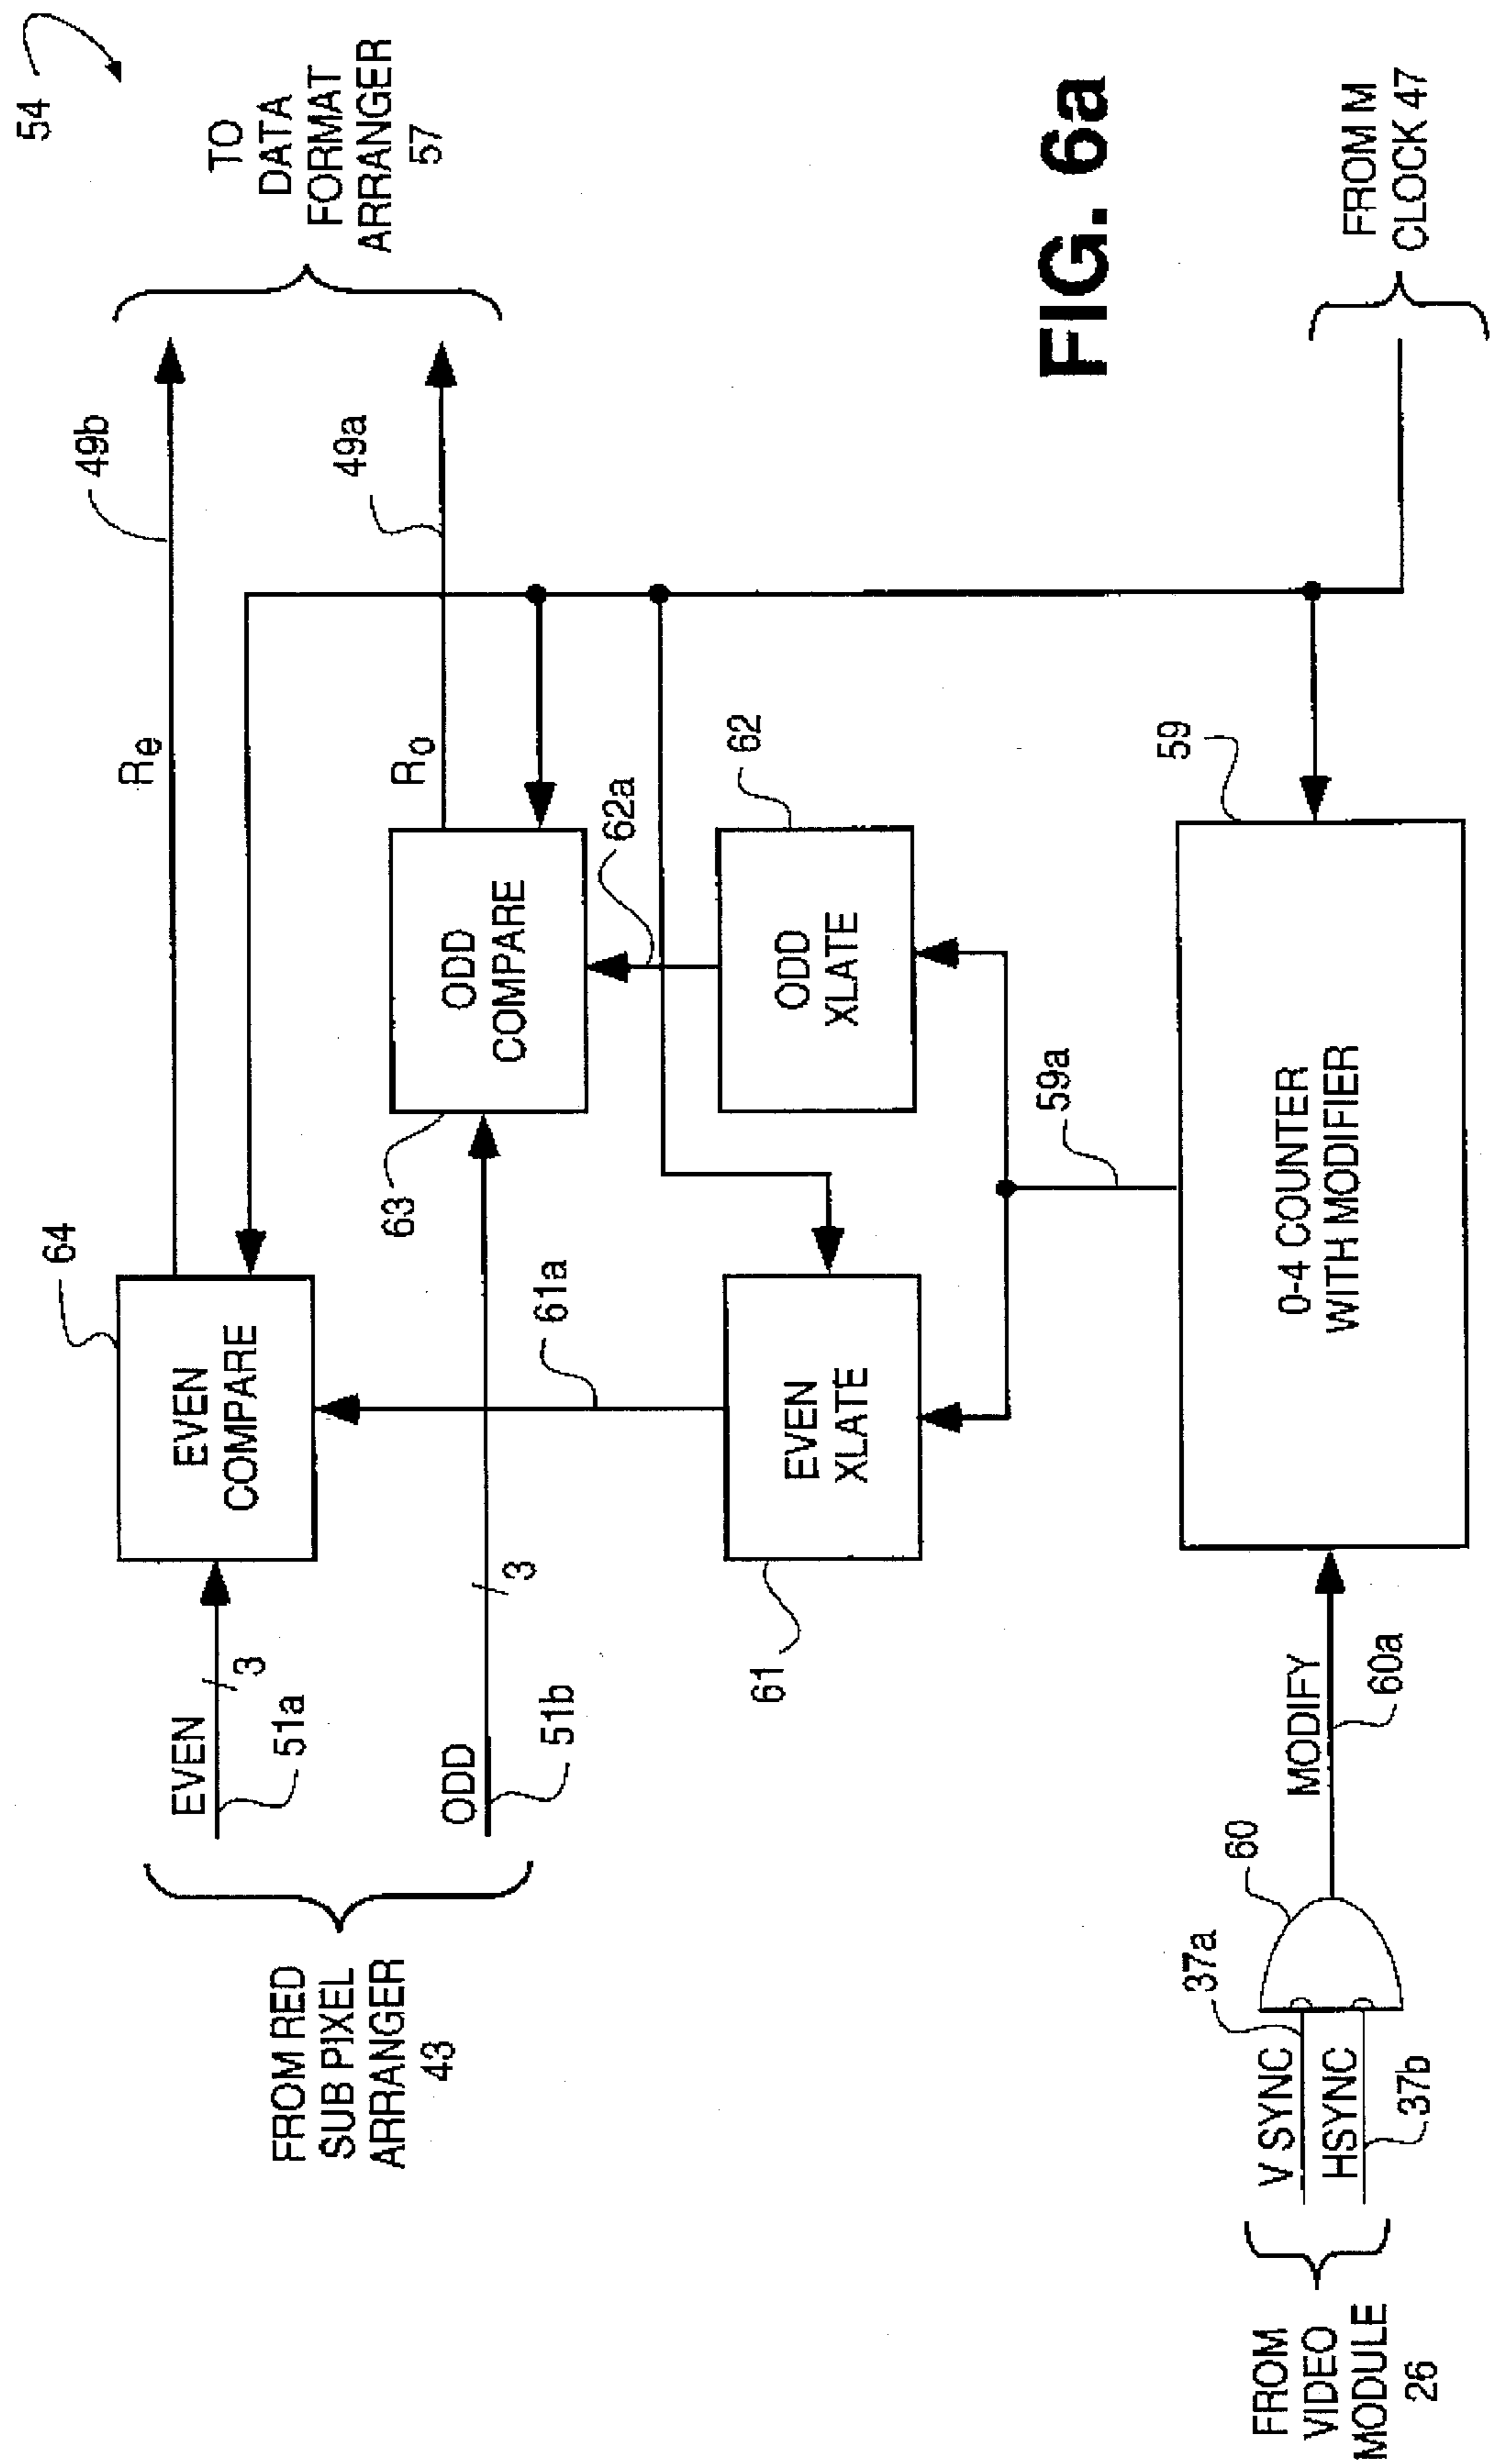 54
TO
DATA
FORMAT
ARRANGER
57
49b
Re
49a
Ro
64
EVEN
COMPARE
EVEN
3
51a
FROM RED
SUB PIXEL
ARRANGER
43
ODD
3
51b
63
ODD
COMPARE
62a
62
ODD
XLATE
61a
EVEN
XLATE
61
59a
59
0-4 COUNTER
WITH MODIFIER
MODIFY
60a
60
37a
V SYNC
HSYNC
37b
FROM
VIDEO
MODULE
26
FROM M
CLOCK 47
FIG. 6a